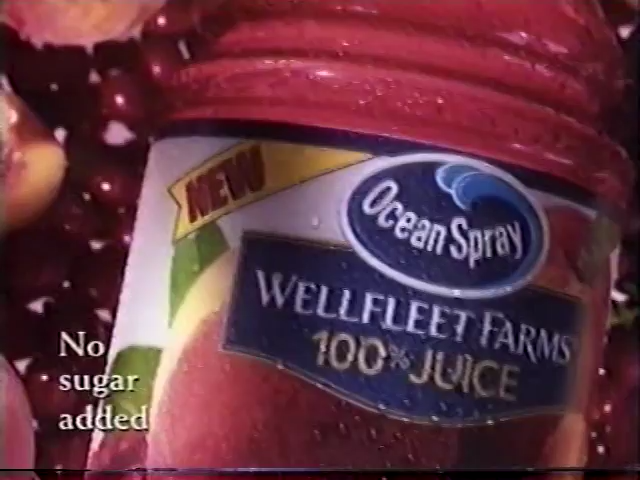 NEW
Ocean Spray
WELLFLEET FARMS
100% JUICE
No
sugar
added